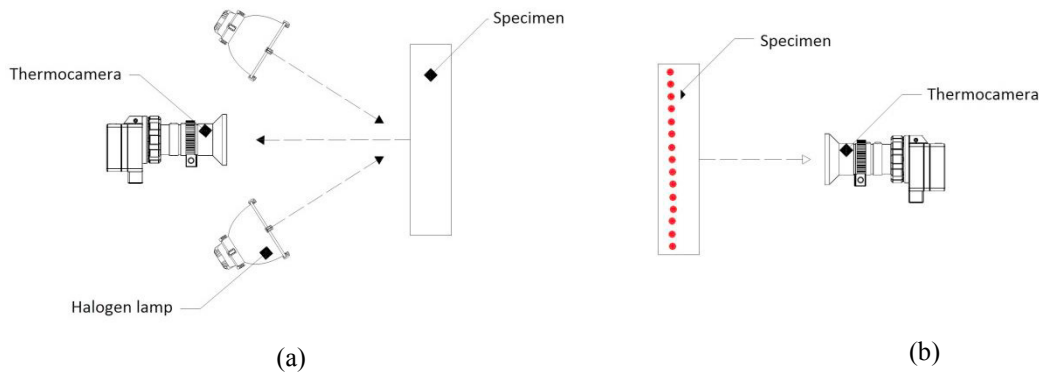 Specimen
Thermocamera
Halogen lamp
(a)
Specimen
Thermocamera
(b)